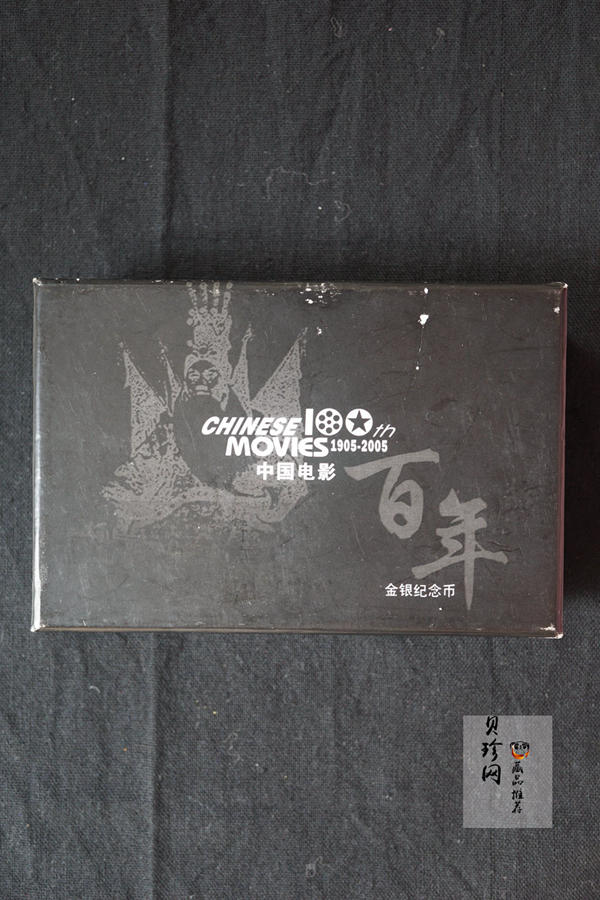 CHINESE 100th
MOVIES 1905-2005
中国电影
百年
金银纪念币
贝珍网
藏品推荐